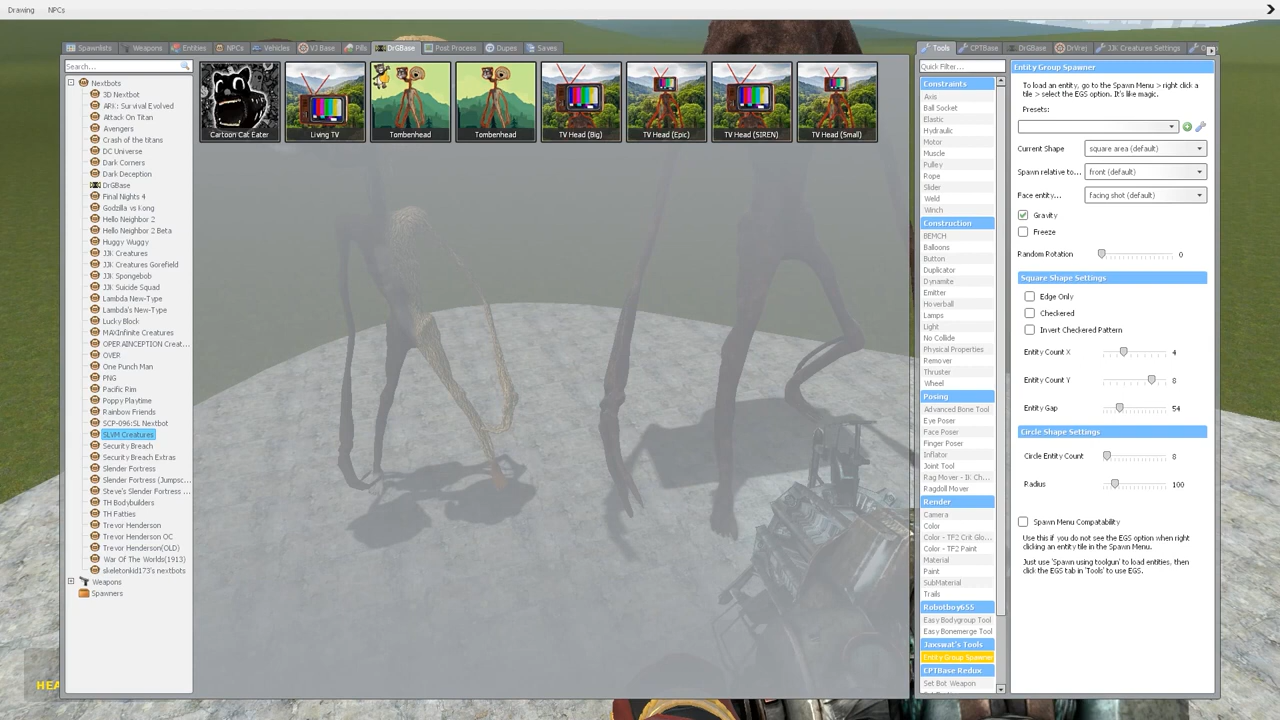 Drawing NPCs
Spawnlists Weapons Entities NPCs Vehicles VJ Base Pills DrGBase Post Process Dupes Saves
Search...
Nextbots
3D Nextbot
ARK: Survival Evolved
Attack On Titan
Avengers
Crash of the titans
DC Universe
Dark Corners
Dark Deception
DrGBase
Final Nights 4
Godzilla vs Kong
Hello Neighbor 2
Hello Neighbor 2 Beta
Huggy Wuggy
JJK Creatures
JJK Creatures Gorefield
JJK Spongebob
JJK Suicide Squad
Lambda New-Type
Lambda's New-Type
Lucky Block
MAXInfinite Creatures
OPERAINCEPTION Creat...
OVER
One Punch Man
PNG
Pacific Rim
Poppy Playtime
Rainbow Friends
SCP-096:SL Nextbot
SLVM Creatures
Security Breach
Security Breach Extras
Slender Fortress
Slender Fortress (Jumpsc...
Steve's Slender Fortress ...
TH Bodybuilders
TH Fatties
Trevor Henderson
Trevor Henderson OC
Trevor Henderson(OLD)
War Of The Worlds(1913)
skeletonkid173's nextbots
Weapons
Spawners
Cartoon Cat Eater
Living TV
Tombenhead
Tombenhead
TV Head (Big)
TV Head (Epic)
TV Head (SIREN)
TV Head (Small)
HEA
Tools CPTBase DrGBase DrVrej JJK Creatures Settings
Quick Filter...
Constraints
Axis
Ball Socket
Elastic
Hydraulic
Motor
Muscle
Pulley
Rope
Slider
Weld
Winch
Construction
BEMCH
Balloons
Button
Duplicator
Dynamite
Emitter
Hoverball
Lamps
Light
No Collide
Physical Properties
Remover
Thruster
Wheel
Posing
Advanced Bone Tool
Eye Poser
Face Poser
Finger Poser
Inflator
Joint Tool
Rag Mover - IK Ch...
Ragdoll Mover
Render
Camera
Color
Color - TF2 Crit Glo...
Color - TF2 Paint
Material
Paint
SubMaterial
Trails
Robotboy655
Easy Bodygroup Tool
Easy Bonemerge Tool
Jaxswat's Tools
Entity Group Spawner
CPTBase Redux
Set Bot Weapon
Entity Group Spawner
To load an entity, go to the Spawn Menu > right click a
tile > select the EGS option. It's like magic.
Presets:
Current Shape square area (default)
Spawn relative to... front (default)
Face entity... facing shot (default)
Gravity
Freeze
Random Rotation 0
Square Shape Settings
Edge Only
Checkered
Invert Checkered Pattern
Entity Count X 4
Entity Count Y 8
Entity Gap 54
Circle Shape Settings
Circle Entity Count 8
Radius 100
Spawn Menu Compatability
Use this if you do not see the EGS option when right
clicking an entity tile in the Spawn Menu.
Just use 'Spawn using toolgun' to load entities, then
click the EGS tab in 'Tools' to use EGS.